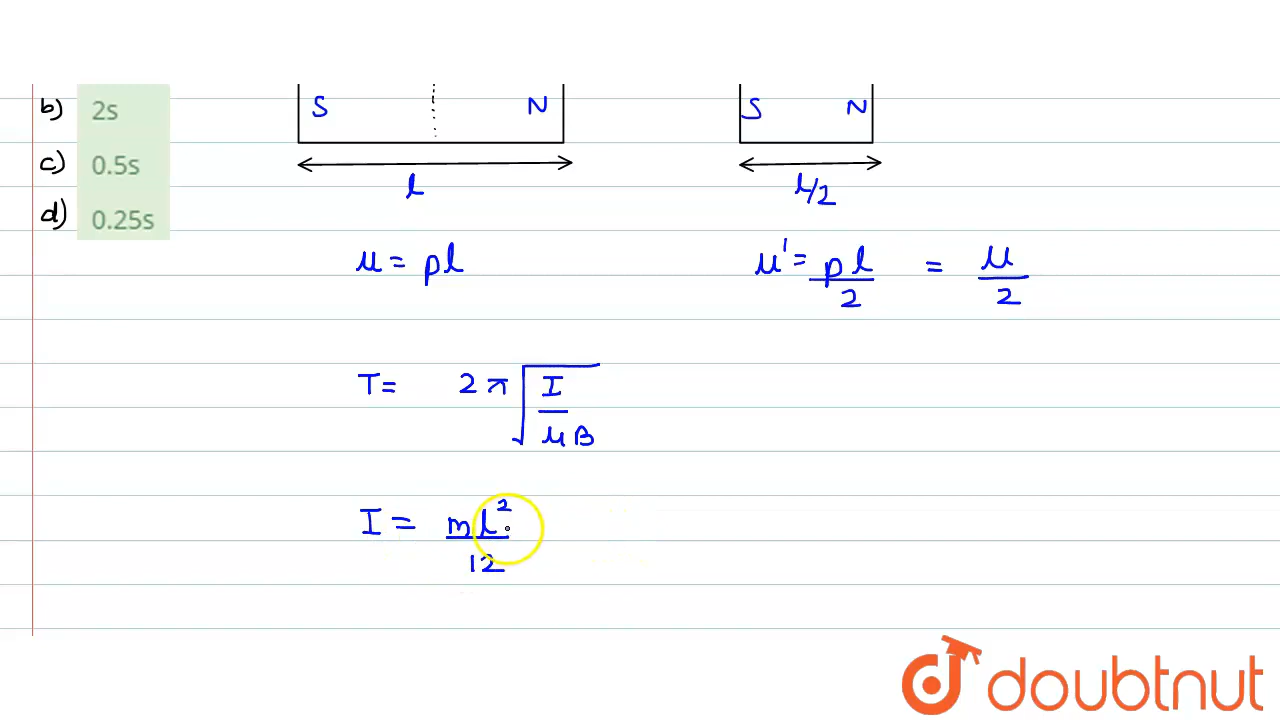 b) 2s S N S N
c) 0.5s
l l/2
d) 0.25s
μ = pl μ' = pl/2 = μ/2
T = 2π√(I/μB)
I = ml²/12
doubtnut